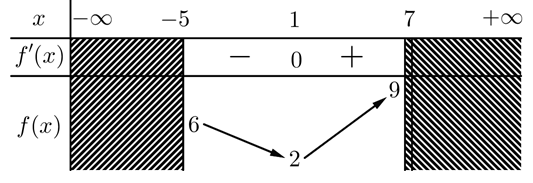 x −∞ −5 1 7 +∞
f′(x) − 0 +
f(x) 6 2 9